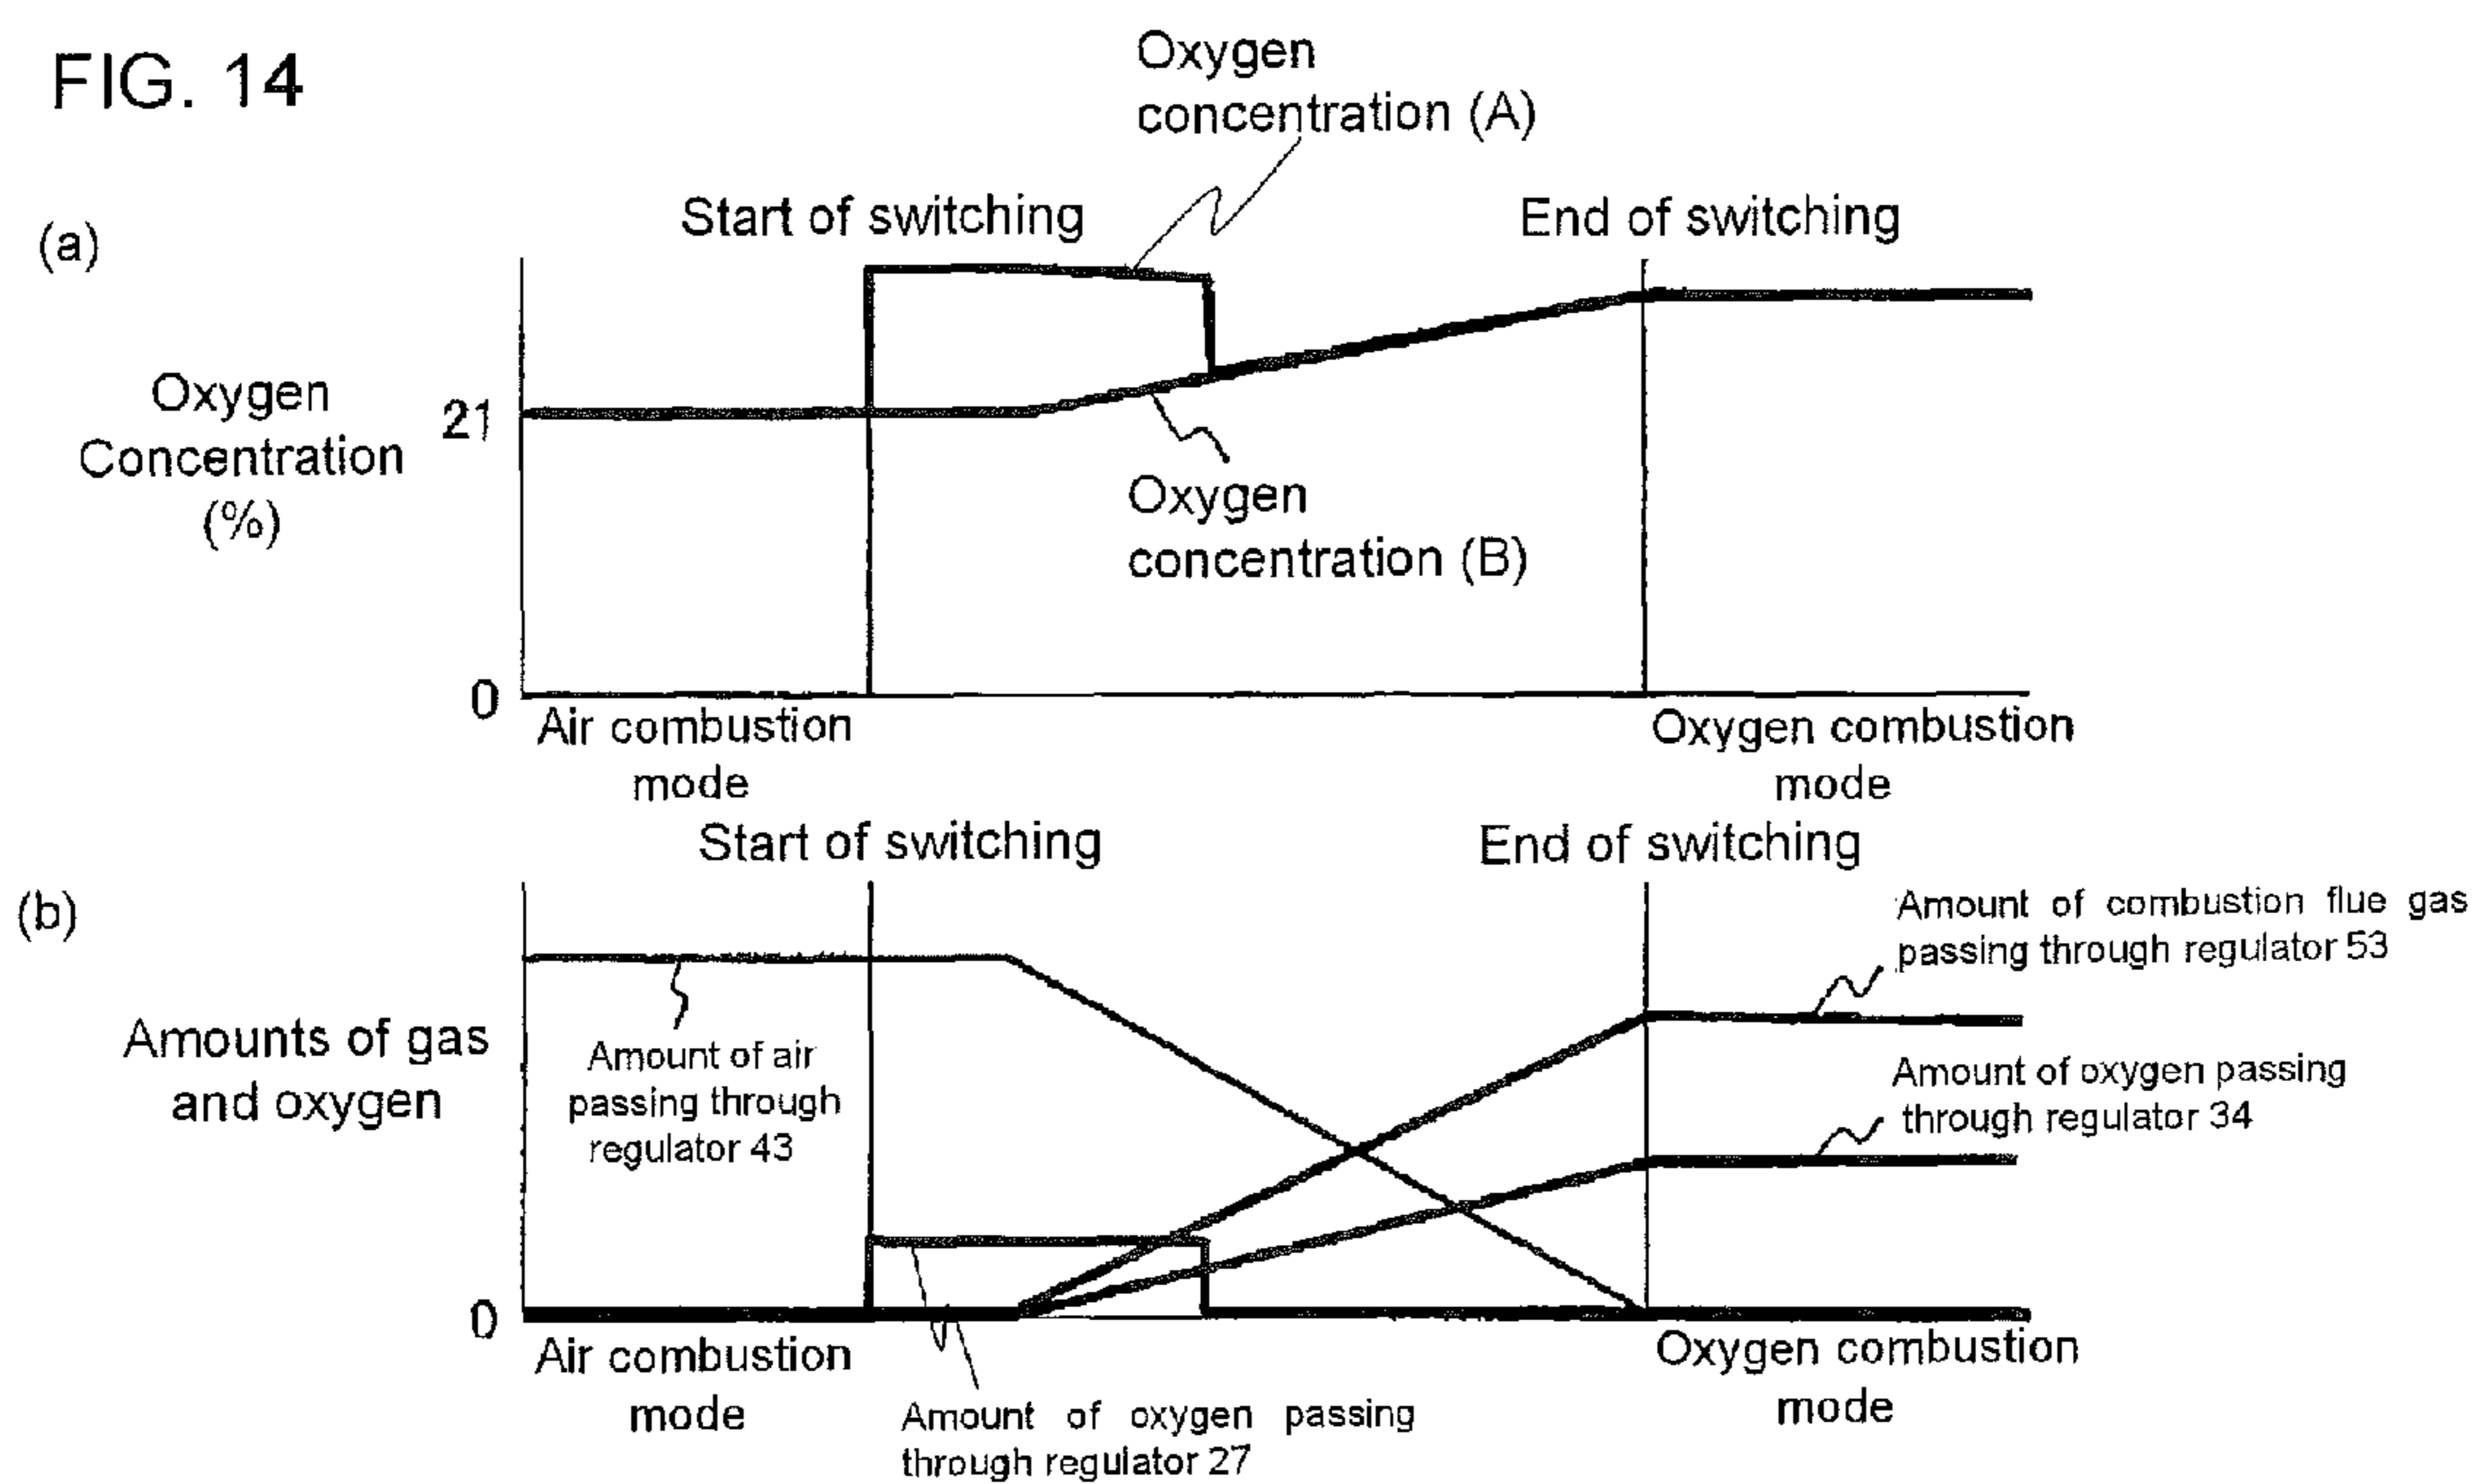 FIG. 14
Oxygen
concentration (A)
(a)
Start of switching
End of switching
Oxygen
Concentration
(%)
21
Oxygen
concentration (B)
0
Air combustion
mode
Oxygen combustion
mode
Start of switching
End of switching
(b)
Amount of combustion flue gas
passing through regulator 53
Amounts of gas
and oxygen
Amount of air
passing through
regulator 43
Amount of oxygen passing
through regulator 34
0
Air combustion
mode
Oxygen combustion
mode
Amount of oxygen passing
through regulator 27